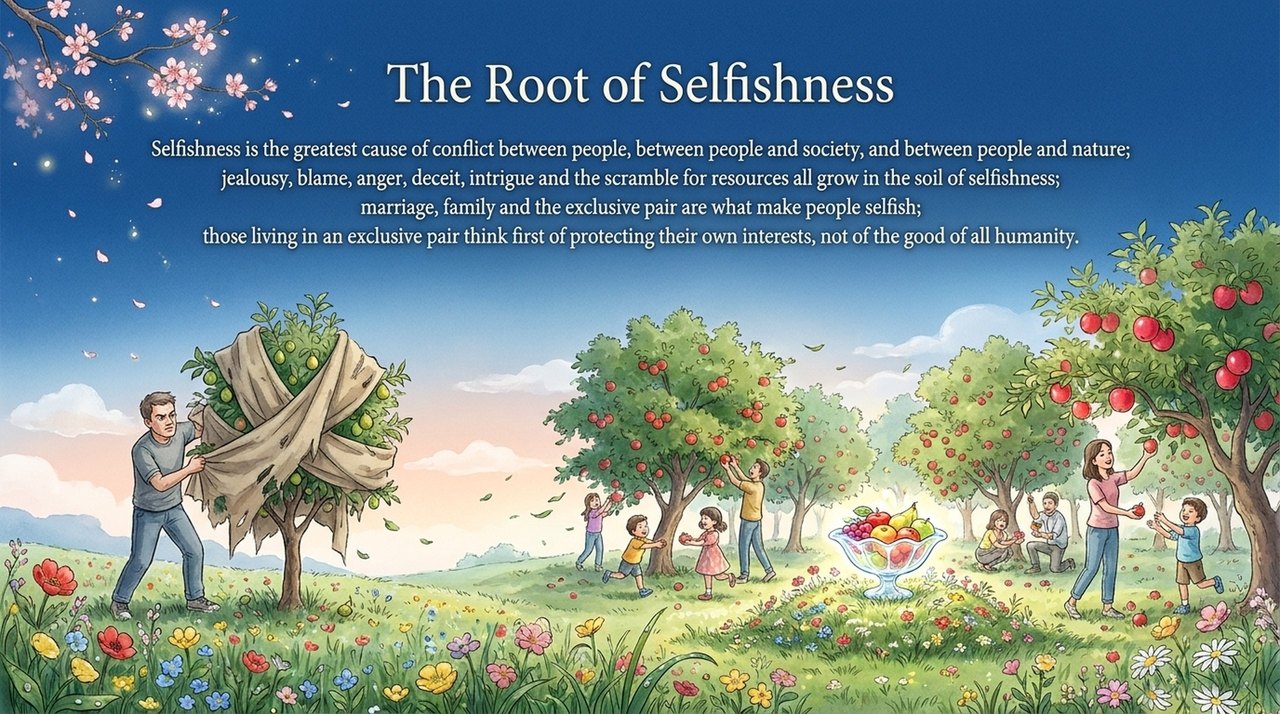 The Root of Selfishness
Selfishness is the greatest cause of conflict between people, between people and society, and between people and nature;
jealousy, blame, anger, deceit, intrigue and the scramble for resources all grow in the soil of selfishness;
marriage, family and the exclusive pair are what make people selfish;
those living in an exclusive pair think first of protecting their own interests, not of the good of all humanity.